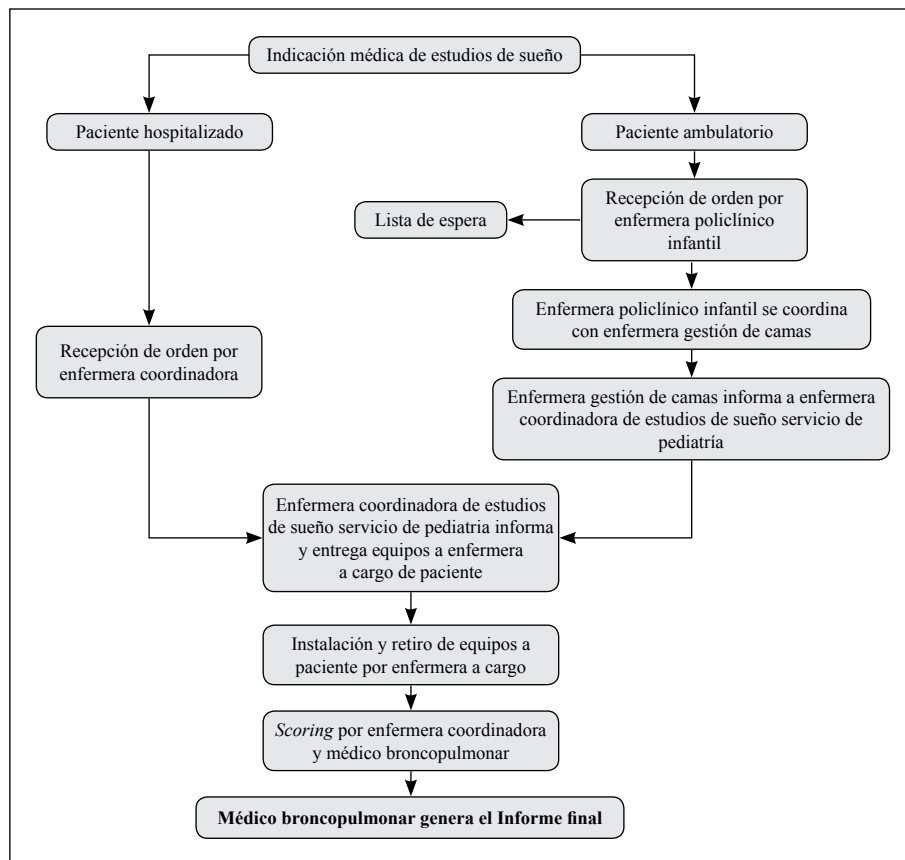 Indicación médica de estudios de sueño
Paciente hospitalizado
Paciente ambulatorio
Lista de espera
Recepción de orden por
enfermera policlínico
infantil
Enfermera policlínico infantil se coordina
con enfermera gestión de camas
Recepción de orden por
enfermera coordinadora
Enfermera gestión de camas informa a enfermera
coordinadora de estudios de sueño servicio de
pediatría
Enfermera coordinadora de estudios
de sueño servicio de pediatria informa
y entrega equipos a enfermera
a cargo de paciente
Instalación y retiro de equipos a
paciente por enfermera a cargo
Scoring por enfermera coordinadora
y médico broncopulmonar
Médico broncopulmonar genera el Informe final